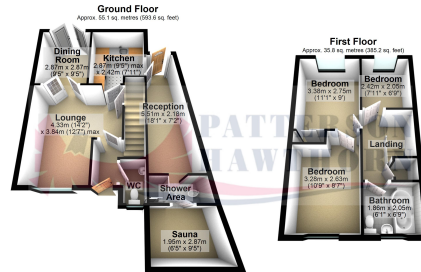 Ground Floor
Approx. 55.1 sq. metres (593.6 sq. feet)
Dining
Room
2.87m x 2.87m
(9'5" x 9'5")
Kitchen
2.87m (9'5") max
x 2.42m (7'11")
Lounge
4.33m (14'2")
x 3.84m (12'7") max
Reception
5.51m x 2.18m
(18'1" x 7'2")
WC
Shower
Area
Sauna
1.95m x 2.87m
(6'5" x 9'5")
First Floor
Approx. 35.8 sq. metres (385.2 sq. feet)
Bedroom
3.38m x 2.75m
(11'1" x 9')
Bedroom
2.42m x 2.05m
(7'11" x 6'9")
Landing
Bedroom
3.28m x 2.63m
(10'9" x 8'7")
Bathroom
1.86m x 2.05m
(6'1" x 6'9")
PATTERSON